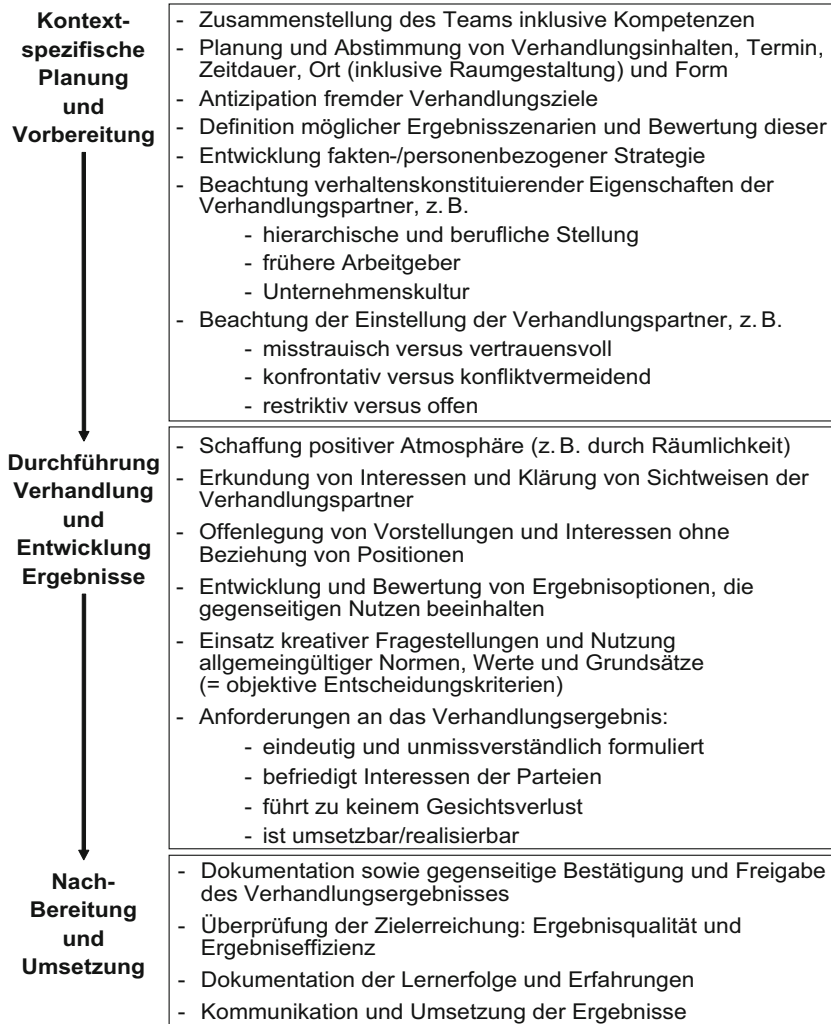 Kontext-
spezifische
Planung
und
Vorbereitung
- Zusammenstellung des Teams inklusive Kompetenzen
- Planung und Abstimmung von Verhandlungsinhalten, Termin,
Zeitdauer, Ort (inklusive Raumgestaltung) und Form
- Antizipation fremder Verhandlungsziele
- Definition möglicher Ergebnisszenarien und Bewertung dieser
- Entwicklung fakten-/personenbezogener Strategie
- Beachtung verhaltenskonstituierender Eigenschaften der
Verhandlungspartner, z. B.
- hierarchische und berufliche Stellung
- frühere Arbeitgeber
- Unternehmenskultur
- Beachtung der Einstellung der Verhandlungspartner, z. B.
- misstrauisch versus vertrauensvoll
- konfrontativ versus konfliktvermeidend
- restriktiv versus offen
Durchführung
Verhandlung
und
Entwicklung
Ergebnisse
- Schaffung positiver Atmosphäre (z. B. durch Räumlichkeit)
- Erkundung von Interessen und Klärung von Sichtweisen der
Verhandlungspartner
- Offenlegung von Vorstellungen und Interessen ohne
Beziehung von Positionen
- Entwicklung und Bewertung von Ergebnisoptionen, die
gegenseitigen Nutzen beeinhalten
- Einsatz kreativer Fragestellungen und Nutzung
allgemeingültiger Normen, Werte und Grundsätze
(= objektive Entscheidungskriterien)
- Anforderungen an das Verhandlungsergebnis:
- eindeutig und unmissverständlich formuliert
- befriedigt Interessen der Parteien
- führt zu keinem Gesichtsverlust
- ist umsetzbar/realisierbar
Nach-
Bereitung
und
Umsetzung
- Dokumentation sowie gegenseitige Bestätigung und Freigabe
des Verhandlungsergebnisses
- Überprüfung der Zielerreichung: Ergebnisqualität und
Ergebniseffizienz
- Dokumentation der Lernerfolge und Erfahrungen
- Kommunikation und Umsetzung der Ergebnisse